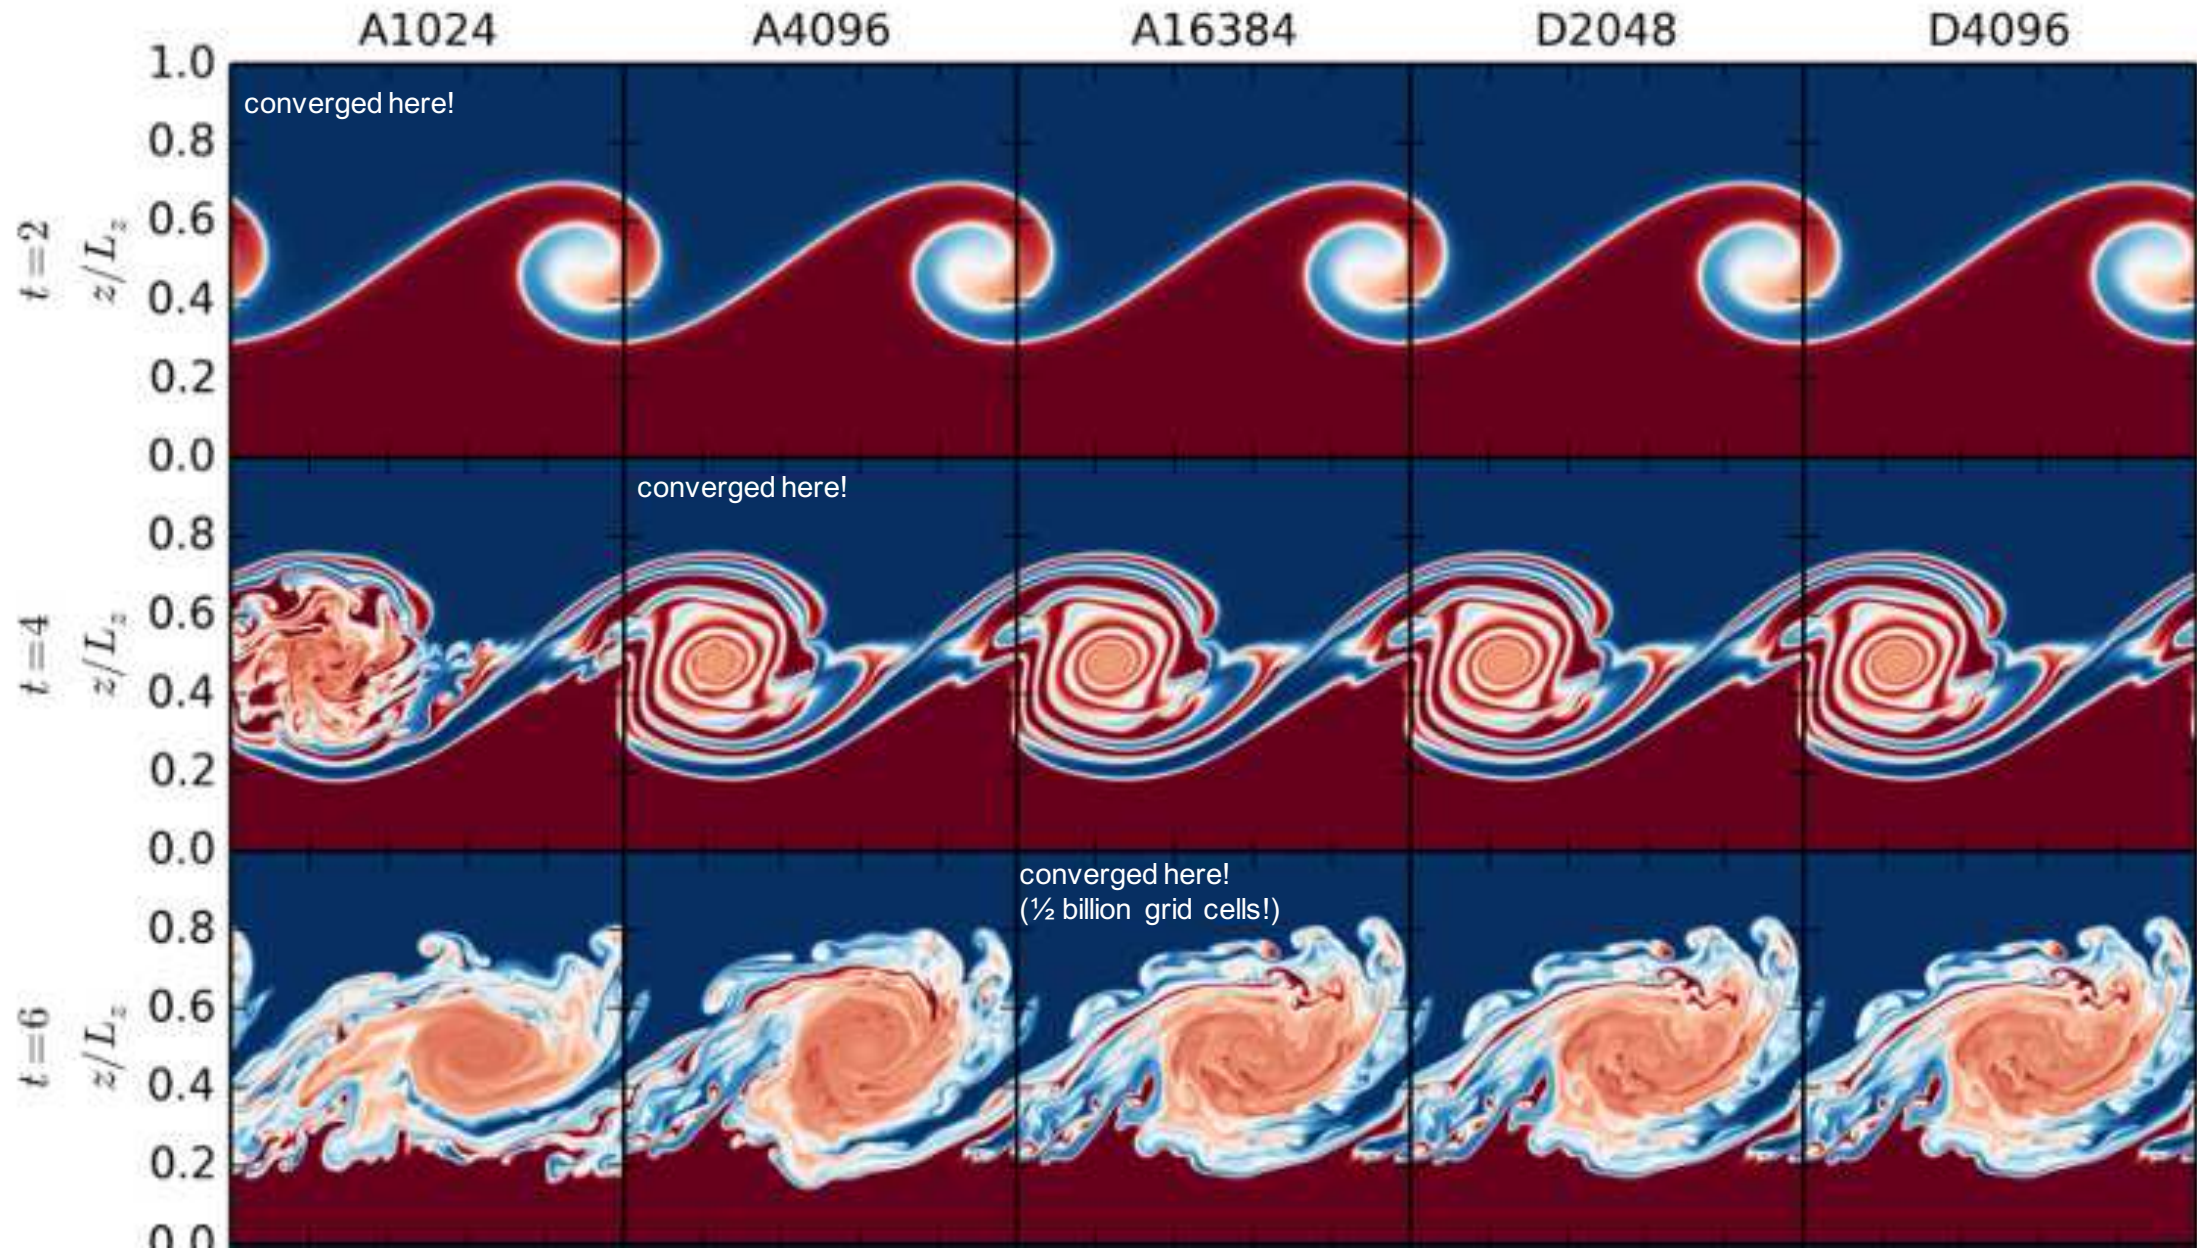 A1024 A4096 A16384 D2048 D4096
1.0
converged here!
0.8
0.6
t=2
z/L_z
0.4
0.2
0.0
converged here!
0.8
0.6
t=4
z/L_z
0.4
0.2
0.0
converged here!
(½ billion grid cells!)
0.8
0.6
t=6
z/L_z
0.4
0.2
0.0